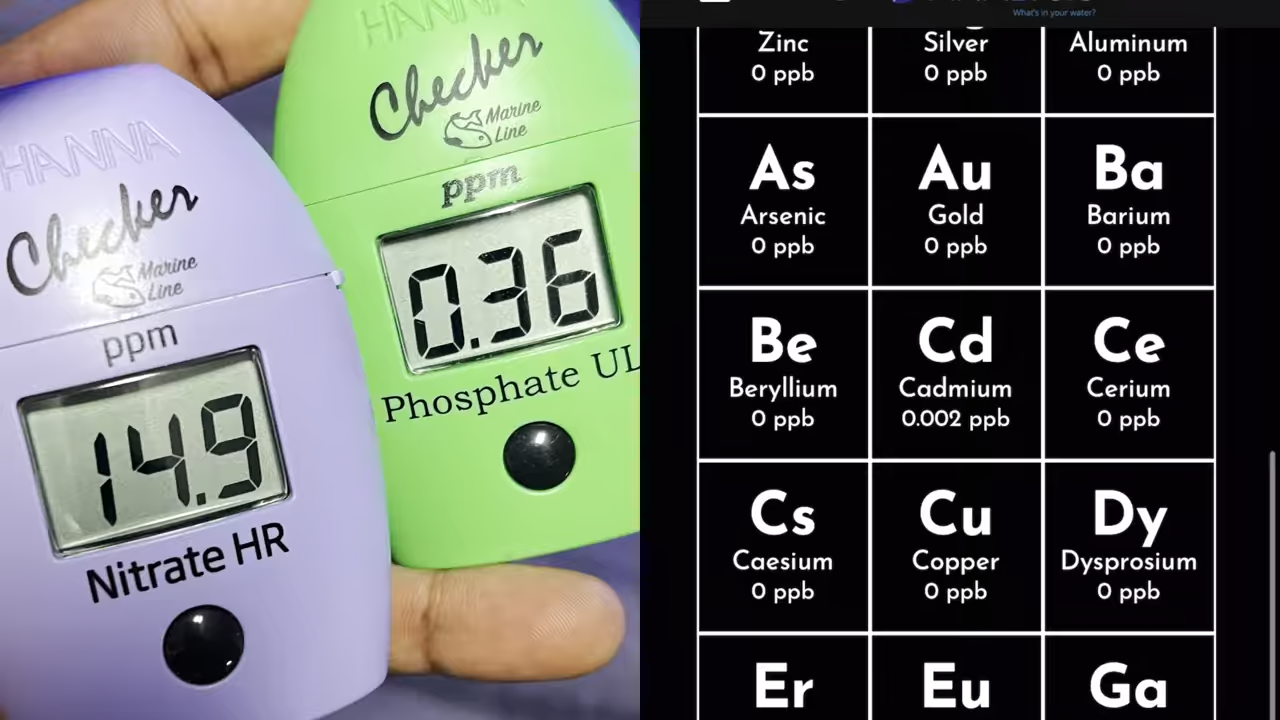 HANNA
Checker
Marine
Line
ppm
14.9
Nitrate HR
HANNA
Checker
Marine
Line
ppm
0.36
Phosphate UL
What's in your water?
Zinc
0 ppb
Silver
0 ppb
Aluminum
0 ppb
As
Arsenic
0 ppb
Au
Gold
0 ppb
Ba
Barium
0 ppb
Be
Beryllium
0 ppb
Cd
Cadmium
0.002 ppb
Ce
Cerium
0 ppb
Cs
Caesium
0 ppb
Cu
Copper
0 ppb
Dy
Dysprosium
0 ppb
Er
Eu
Ga